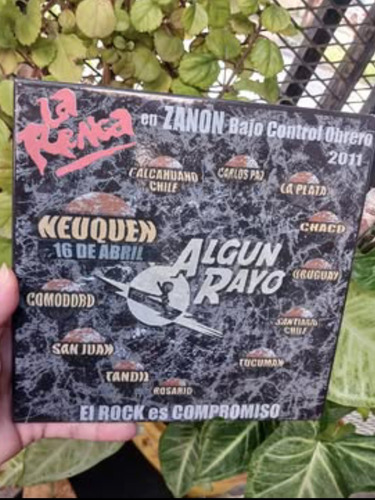 La
Renga
en ZANON Bajo Control Obrero
2011
TALCAHUANO
CHILE
CARLOS PAZ
LA PLATA
NEUQUEN
16 DE ABRIL
CHACO
ALGUN
RAYO
URUGUAY
COMODORO
SANTIAGO
CHILE
SAN JUAN
TUCUMAN
TANDIL
ROSARIO
El ROCK es COMPROMISO